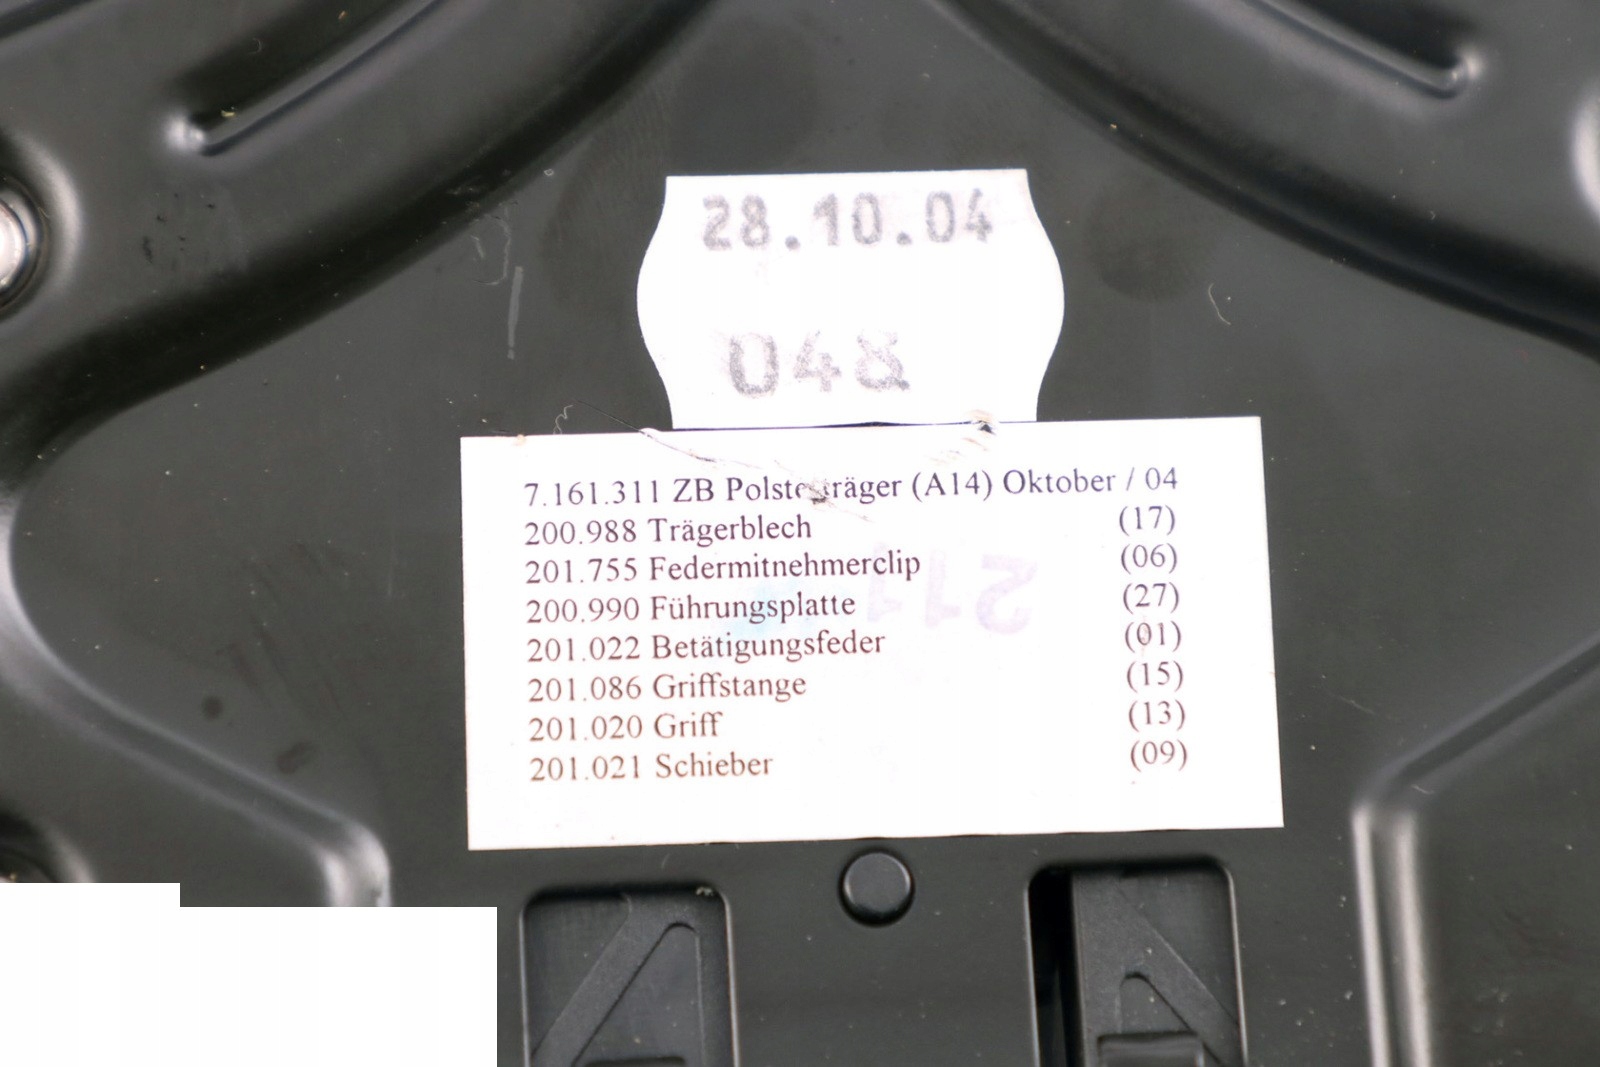 28.10.04
048
7.161.311 ZB Polsterträger (A14) Oktober / 04
200.988 Trägerblech (17)
201.755 Federmitnehmerclip (06)
200.990 Führungsplatte (27)
201.022 Betätigungsfeder (01)
201.086 Griffstange (15)
201.020 Griff (13)
201.021 Schieber (09)
211